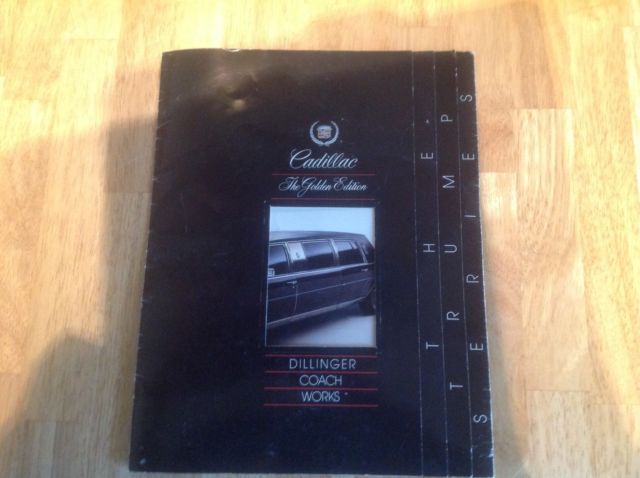 Cadillac
The Golden Edition
DILLINGER
COACH
WORKS
THE
TRUMP
SERIES